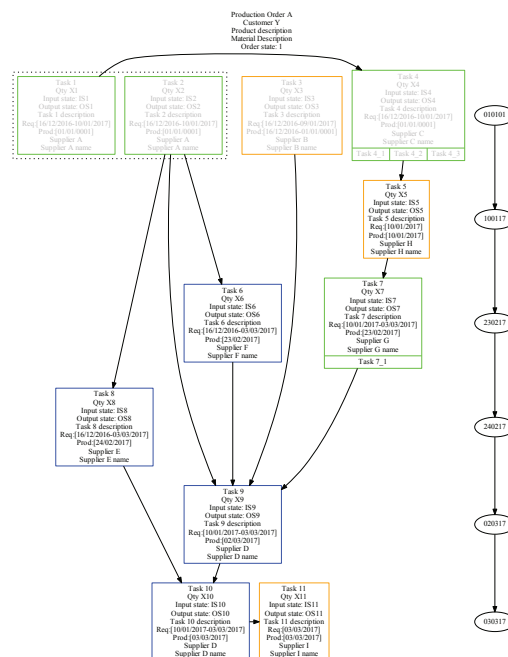 Production Order A
Customer Y
Product description
Material Description
Order state: 1
Task 1
Qty X1
Input state: IS1
Output state: OS1
Task 1 description
Req:[16/12/2016-10/01/2017]
Prod:[01/01/0001]
Supplier A
Supplier A name
Task 2
Qty X2
Input state: IS2
Output state: OS2
Task 2 description
Req:[16/12/2016-10/01/2017]
Prod:[01/01/0001]
Supplier A
Supplier A name
Task 3
Qty X3
Input state: IS3
Output state: OS3
Task 3 description
Req:[16/12/2016-09/01/2017]
Prod:[16/12/2016-01/01/0001]
Supplier B
Supplier B name
Task 4
Qty X4
Input state: IS4
Output state: OS4
Task 4 description
Req:[16/12/2016-10/01/2017]
Prod:[01/01/0001]
Supplier C
Supplier C name
Task 4_1
Task 4_2
Task 4_3
010101
Task 5
Qty X5
Input state: IS5
Output state: OS5
Task 5 description
Req:[10/01/2017]
Prod:[10/01/2017]
Supplier H
Supplier H name
100117
Task 6
Qty X6
Input state: IS6
Output state: OS6
Task 6 description
Req:[16/12/2016-03/03/2017]
Prod:[23/02/2017]
Supplier F
Supplier F name
Task 7
Qty X7
Input state: IS7
Output state: OS7
Task 7 description
Req:[10/01/2017-03/03/2017]
Prod:[23/02/2017]
Supplier G
Supplier G name
Task 7_1
230217
Task 8
Qty X8
Input state: IS8
Output state: OS8
Task 8 description
Req:[16/12/2016-03/03/2017]
Prod:[24/02/2017]
Supplier E
Supplier E name
240217
Task 9
Qty X9
Input state: IS9
Output state: OS9
Task 9 description
Req:[10/01/2017-03/03/2017]
Prod:[02/03/2017]
Supplier D
Supplier D name
020317
Task 10
Qty X10
Input state: IS10
Output state: OS10
Task 10 description
Req:[10/01/2017-03/03/2017]
Prod:[03/03/2017]
Supplier D
Supplier D name
Task 11
Qty X11
Input state: IS11
Output state: OS11
Task 11 description
Req:[03/03/2017]
Prod:[03/03/2017]
Supplier I
Supplier I name
030317